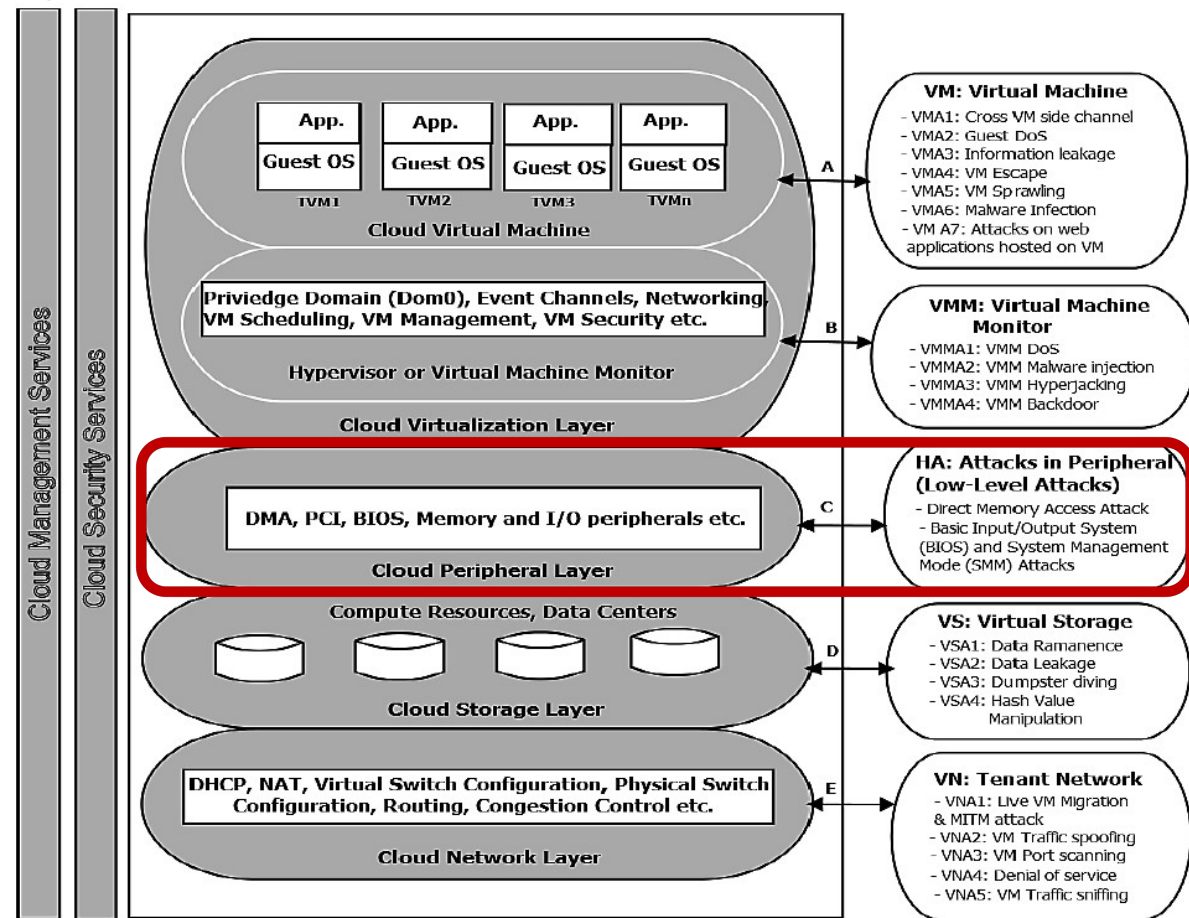 Cloud Management Services
Cloud Security Services
App.
Guest OS
TVM1
App.
Guest OS
TVM2
App.
Guest OS
TVM3
App.
Guest OS
TVMn
Cloud Virtual Machine
Priviedge Domain (Dom0), Event Channels, Networking,
VM Scheduling, VM Management, VM Security etc.
Hypervisor or Virtual Machine Monitor
Cloud Virtualization Layer
DMA, PCI, BIOS, Memory and I/O peripherals etc.
Cloud Peripheral Layer
Compute Resources, Data Centers
Cloud Storage Layer
DHCP, NAT, Virtual Switch Configuration, Physical Switch
Configuration, Routing, Congestion Control etc.
Cloud Network Layer
A
VM: Virtual Machine
- VMA1: Cross VM side channel
- VMA2: Guest DoS
- VMA3: Information leakage
- VMA4: VM Escape
- VMA5: VM Sprawling
- VMA6: Malware Infection
- VM A7: Attacks on web
applications hosted on VM
B
VMM: Virtual Machine
Monitor
- VMMA1: VMM DoS
- VMMA2: VMM Malware injection
- VMMA3: VMM Hyperjacking
- VMMA4: VMM Backdoor
C
HA: Attacks in Peripheral
(Low-Level Attacks)
- Direct Memory Access Attack
- Basic Input/Output System
(BIOS) and System Management
Mode (SMM) Attacks
D
VS: Virtual Storage
- VSA1: Data Ramanence
- VSA2: Data Leakage
- VSA3: Dumpster diving
- VSA4: Hash Value
Manipulation
E
VN: Tenant Network
- VNA1: Live VM Migration
& MITM attack
- VNA2: VM Traffic spoofing
- VNA3: VM Port scanning
- VNA4: Denial of service
- VNA5: VM Traffic sniffing